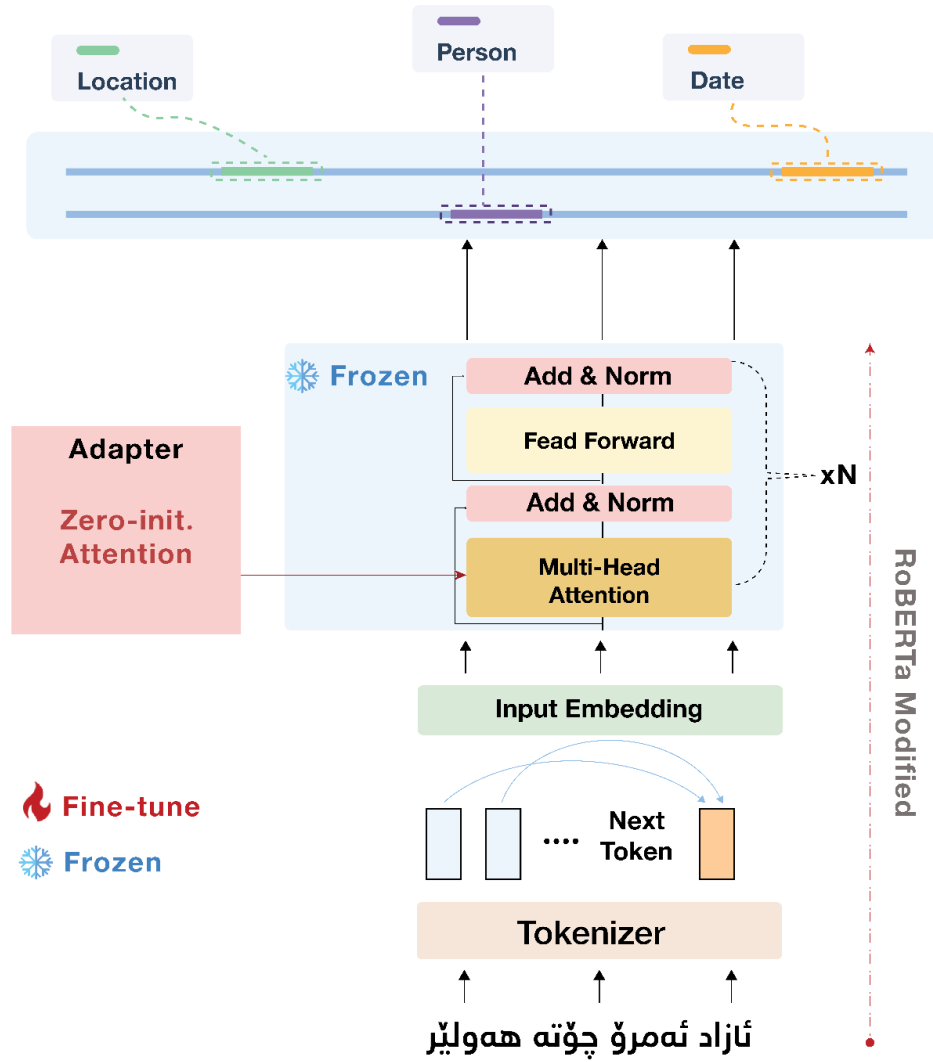 Location
Person
Date
Frozen
Add & Norm
Fead Forward
Add & Norm
Multi-Head
Attention
xN
Adapter
Zero-init.
Attention
RoBERTa Modified
Input Embedding
Fine-tune
Frozen
....
Next
Token
Tokenizer
ئازاد ئەمرۆ چۆتە هەولێر